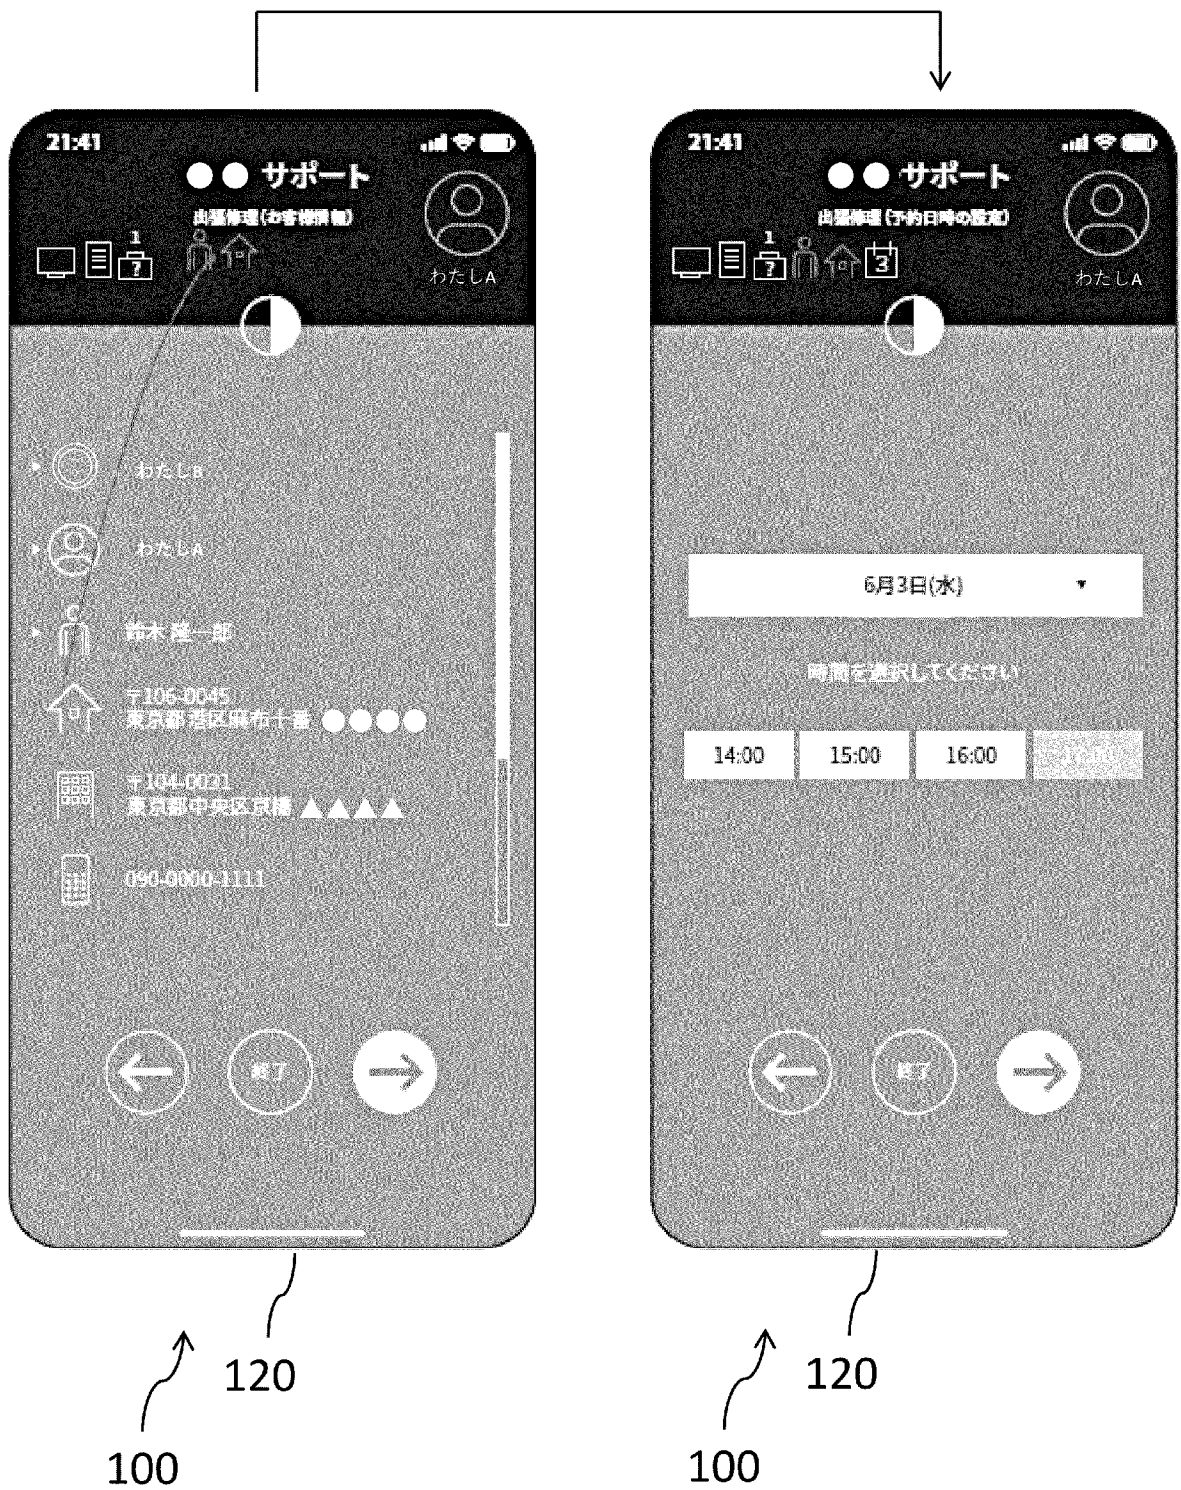 21:41
●●サポート
出張修理(お客様情報)
1
?
わたしA
わたしB
わたしA
鈴木 隆一郎
〒106-0045
東京都港区麻布十番 ●●●●
〒104-0031
東京都中央区京橋 ▲▲▲▲
090-0000-1111
終了
120
100
21:41
●●サポート
出張修理(予約日時の設定)
1
?
3
わたしA
6月3日(水)
時間を選択してください
14:00 15:00 16:00
終了
120
100